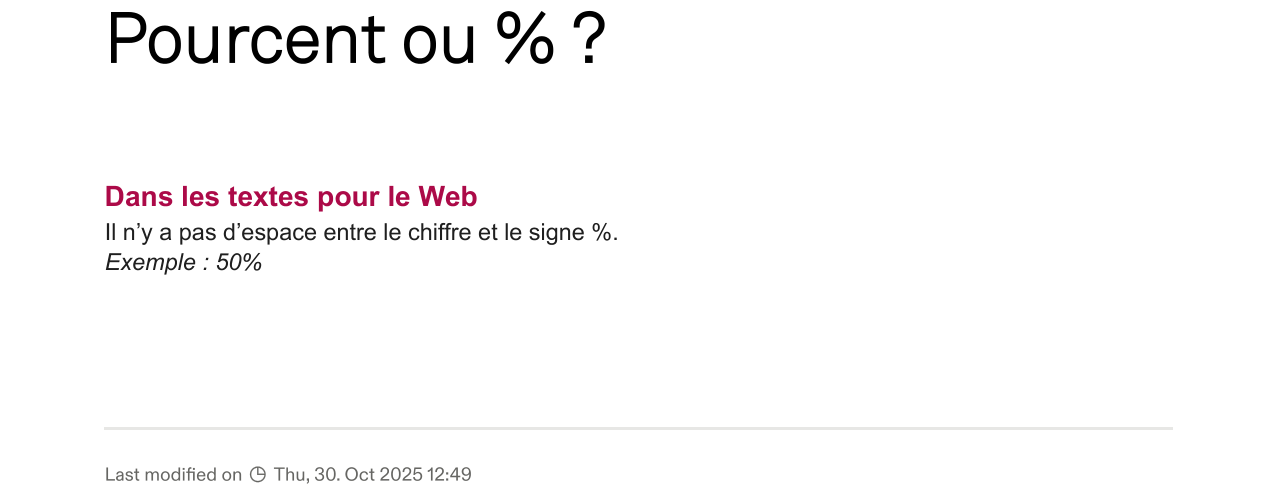 Pourcent ou % ?
Dans les textes pour le Web
Il n’y a pas d’espace entre le chiffre et le signe %.
Exemple : 50%
Last modified on Thu, 30. Oct 2025 12:49